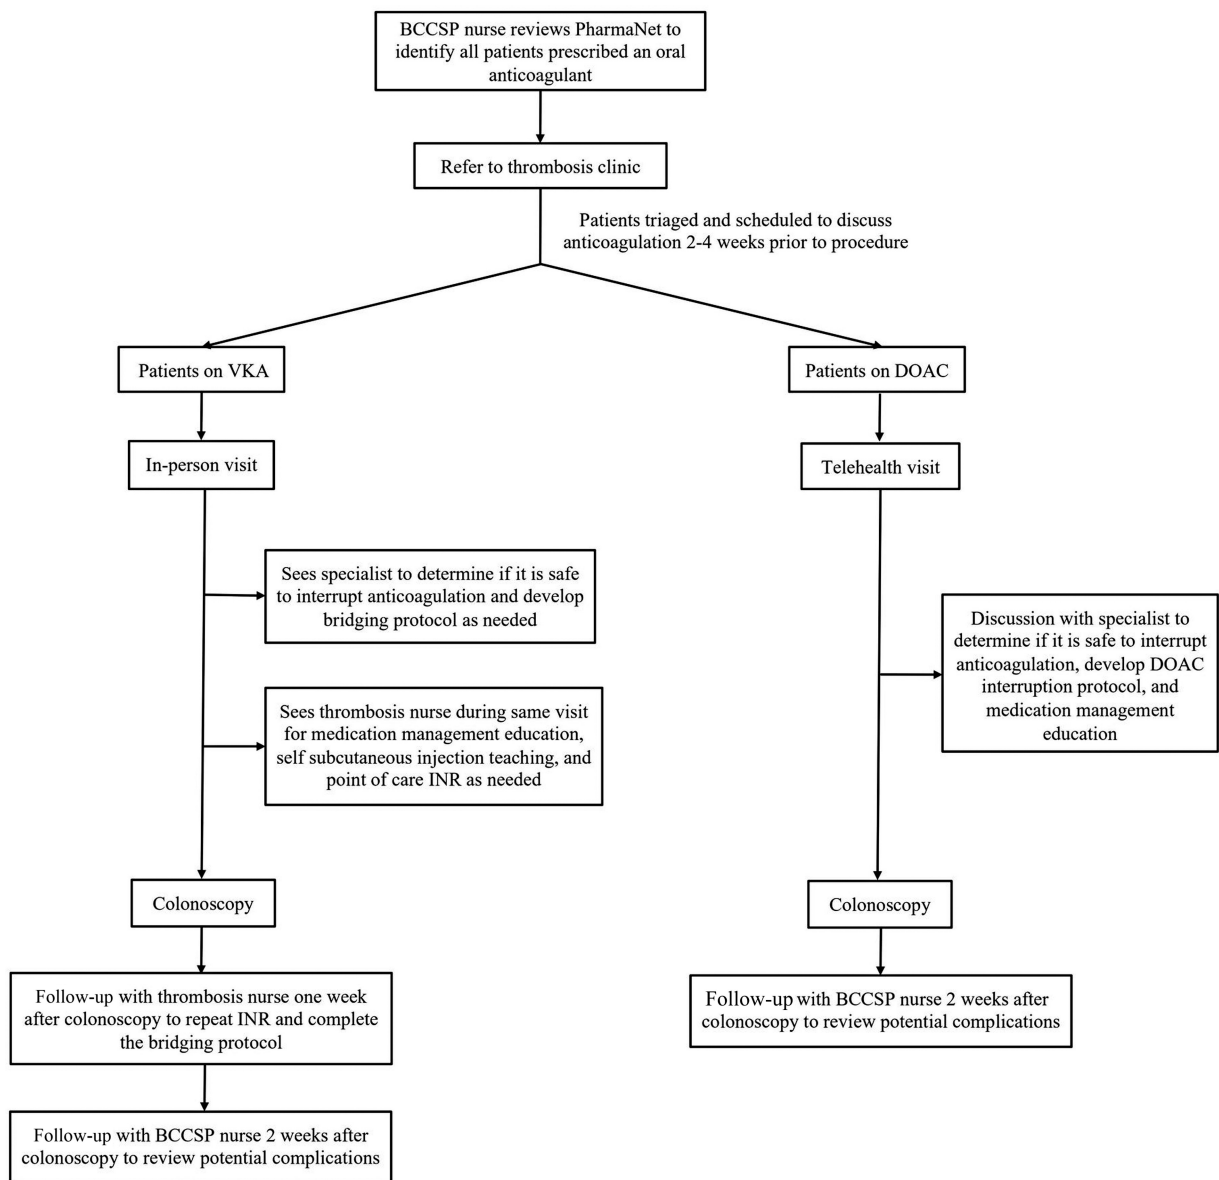 BCCSP nurse reviews PharmaNet to
identify all patients prescribed an oral
anticoagulant
Refer to thrombosis clinic
Patients triaged and scheduled to discuss
anticoagulation 2-4 weeks prior to procedure
Patients on VKA
Patients on DOAC
In-person visit
Telehealth visit
Sees specialist to determine if it is safe
to interrupt anticoagulation and develop
bridging protocol as needed
Discussion with specialist to
determine if it is safe to interrupt
anticoagulation, develop DOAC
interruption protocol, and
medication management
education
Sees thrombosis nurse during same visit
for medication management education,
self subcutaneous injection teaching, and
point of care INR as needed
Colonoscopy
Colonoscopy
Follow-up with thrombosis nurse one week
after colonoscopy to repeat INR and complete
the bridging protocol
Follow-up with BCCSP nurse 2 weeks after
colonoscopy to review potential complications
Follow-up with BCCSP nurse 2 weeks after
colonoscopy to review potential complications